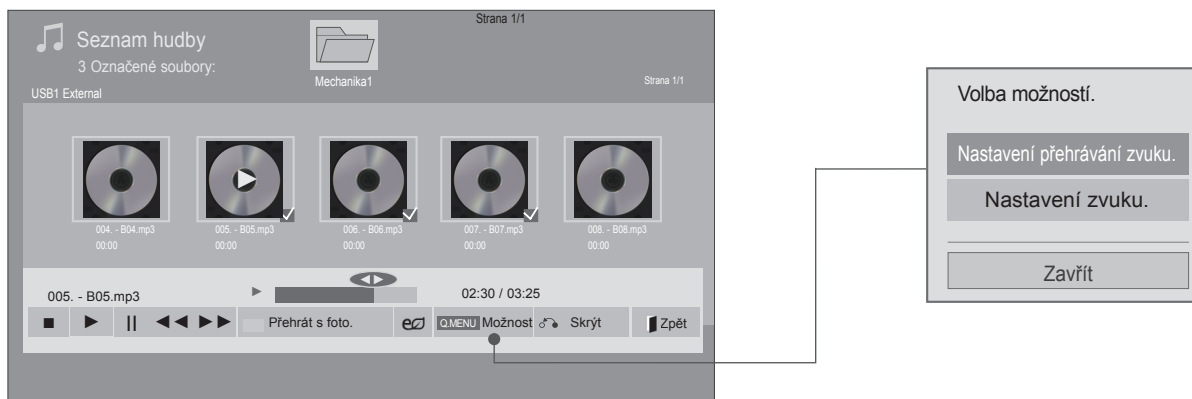 Strana 1/1
Seznam hudby
3 Označené soubory:
Mechanika1
Strana 1/1
USB1 External
004. - B04.mp3
00:00
005. - B05.mp3
00:00
006. - B06.mp3
00:00
007. - B07.mp3
00:00
008. - B08.mp3
00:00
005. - B05.mp3
02:30 / 03:25
Přehrát s foto.
Q.MENU Možnost
Skrýt
Zpět
Volba možností.
Nastavení přehrávání zvuku.
Nastavení zvuku.
Zavřít